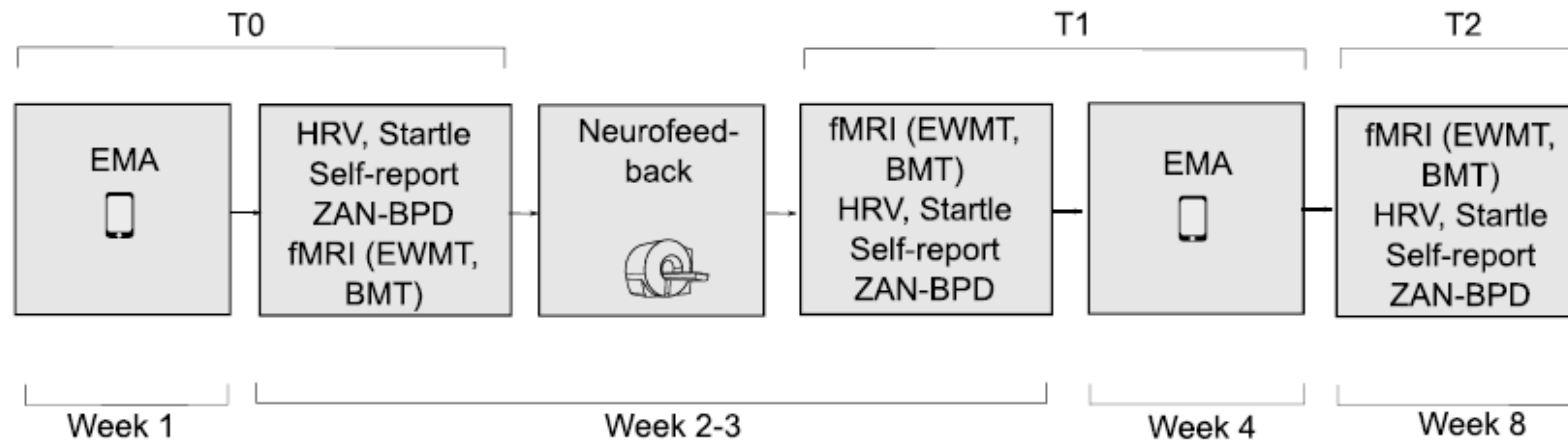 T0
T1
T2
EMA
HRV, Startle
Self-report
ZAN-BPD
fMRI (EWMT,
BMT)
Neurofeed-
back
fMRI (EWMT,
BMT)
HRV, Startle
Self-report
ZAN-BPD
EMA
fMRI (EWMT,
BMT)
HRV, Startle
Self-report
ZAN-BPD
Week 1
Week 2-3
Week 4
Week 8